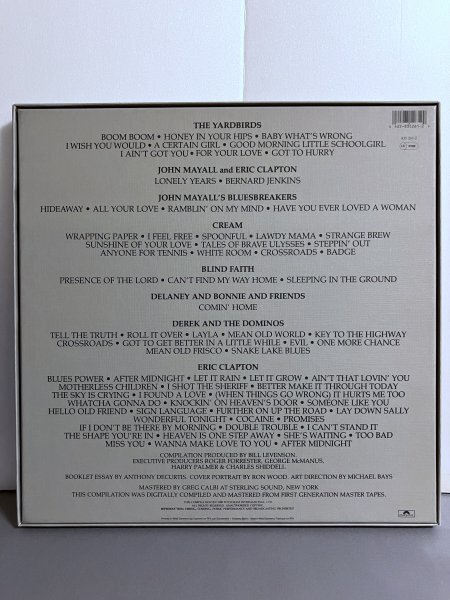 THE YARDBIRDS
BOOM BOOM • HONEY IN YOUR HIPS • BABY WHAT'S WRONG
I WISH YOU WOULD • A CERTAIN GIRL • GOOD MORNING LITTLE SCHOOLGIRL
I AIN'T GOT YOU • FOR YOUR LOVE • GOT TO HURRY
JOHN MAYALL and ERIC CLAPTON
LONELY YEARS • BERNARD JENKINS
JOHN MAYALL'S BLUESBREAKERS
HIDEAWAY • ALL YOUR LOVE • RAMBLIN' ON MY MIND • HAVE YOU EVER LOVED A WOMAN
CREAM
WRAPPING PAPER • I FEEL FREE • SPOONFUL • LAWDY MAMA • STRANGE BREW
SUNSHINE OF YOUR LOVE • TALES OF BRAVE ULYSSES • STEPPIN' OUT
ANYONE FOR TENNIS • WHITE ROOM • CROSSROADS • BADGE
BLIND FAITH
PRESENCE OF THE LORD • CAN'T FIND MY WAY HOME • SLEEPING IN THE GROUND
DELANEY AND BONNIE AND FRIENDS
COMIN' HOME
DEREK AND THE DOMINOS
TELL THE TRUTH • ROLL IT OVER • LAYLA • MEAN OLD WORLD • KEY TO THE HIGHWAY
CROSSROADS • GOT TO GET BETTER IN A LITTLE WHILE • EVIL • ONE MORE CHANCE
MEAN OLD FRISCO • SNAKE LAKE BLUES
ERIC CLAPTON
BLUES POWER • AFTER MIDNIGHT • LET IT RAIN • LET IT GROW • AIN'T THAT LOVIN' YOU
MOTHERLESS CHILDREN • I SHOT THE SHERIFF • BETTER MAKE IT THROUGH TODAY
THE SKY IS CRYING • I FOUND A LOVE • (WHEN THINGS GO WRONG) IT HURTS ME TOO
WHATCHA GONNA DO • KNOCKIN' ON HEAVEN'S DOOR • SOMEONE LIKE YOU
HELLO OLD FRIEND • SIGN LANGUAGE • FURTHER ON UP THE ROAD • LAY DOWN SALLY
WONDERFUL TONIGHT • COCAINE • PROMISES
IF I DON'T BE THERE BY MORNING • DOUBLE TROUBLE • I CAN'T STAND IT
THE SHAPE YOU'RE IN • HEAVEN IS ONE STEP AWAY • SHE'S WAITING • TOO BAD
MISS YOU • WANNA MAKE LOVE TO YOU • AFTER MIDNIGHT
COMPILATION PRODUCED BY BILL LEVENSON.
EXECUTIVE PRODUCERS ROGER FORRESTER, GEORGE McMANUS,
HARRY PALMER & CHARLES SHIDDELL.
BOOKLET ESSAY BY ANTHONY DECURTIS. COVER PORTRAIT BY RON WOOD. ART DIRECTION BY MICHAEL BAYS
MASTERED BY GREG CALBI AT STERLING SOUND, NEW YORK
THIS COMPILATION WAS DIGITALLY COMPILED AND MASTERED FROM FIRST GENERATION MASTER TAPES.